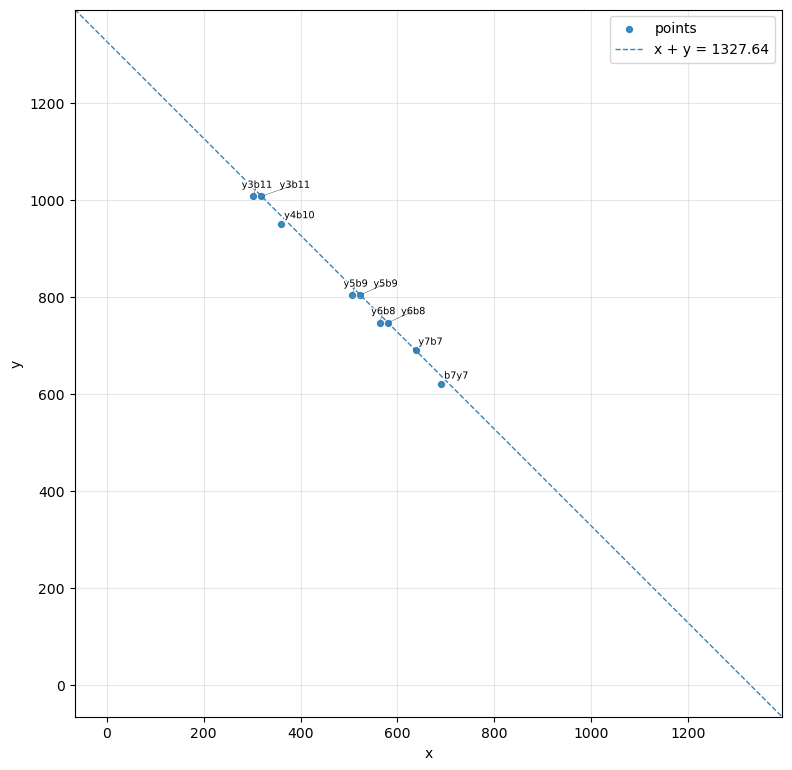 points
x + y = 1327.64
1200
1000
800
600
400
200
0
y
y3b11 y3b11
y4b10
y5b9 y5b9
y6b8 y6b8
y7b7
b7y7
0 200 400 600 800 1000 1200
x